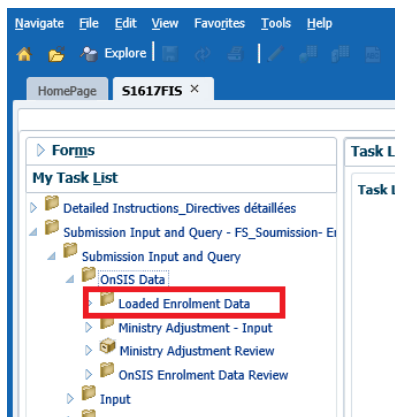 Navigate File Edit View Favorites Tools Help
Explore
HomePage S1617FIS ×
Forms
Task L
My Task List
Task L
Detailed Instructions_Directives détaillées
Submission Input and Query - FS_Soumission- E
Submission Input and Query
OnSIS Data
Loaded Enrolment Data
Ministry Adjustment - Input
Ministry Adjustment Review
OnSIS Enrolment Data Review
Input